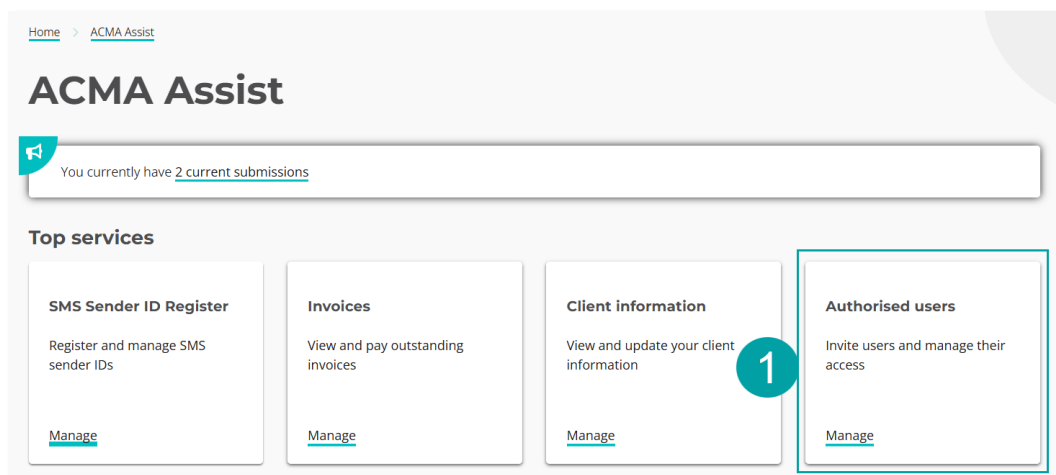 Home > ACMA Assist
ACMA Assist
You currently have 2 current submissions
Top services
SMS Sender ID Register
Register and manage SMS
sender IDs
Manage
Invoices
View and pay outstanding
invoices
Manage
Client information
View and update your client
information
Manage
1
Authorised users
Invite users and manage their
access
Manage